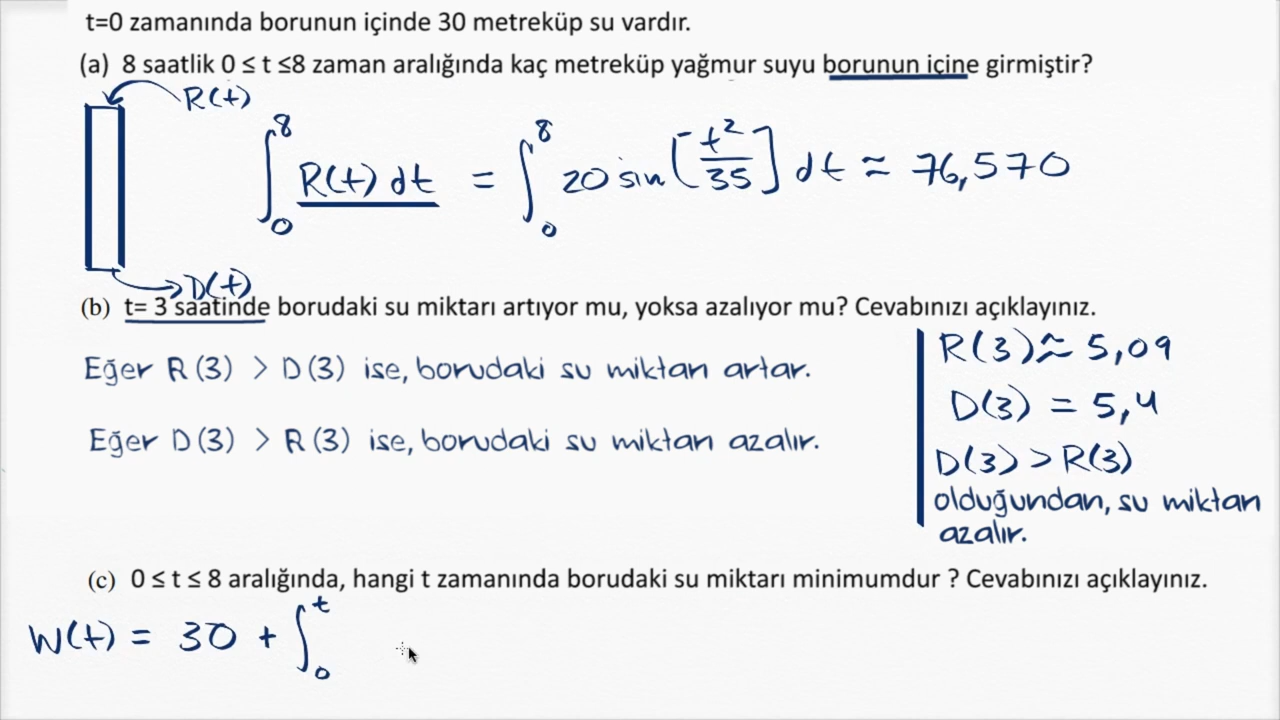 t=0 zamanında borunun içinde 30 metreküp su vardır.
(a) 8 saatlik 0 ≤ t ≤8 zaman aralığında kaç metreküp yağmur suyu borunun içine girmiştir?
R(t)
∫₀⁸ R(t) dt = ∫₀⁸ 20 sin [t²/35] dt ≈ 76,570
D(t)
(b) t= 3 saatinde borudaki su miktarı artıyor mu, yoksa azalıyor mu? Cevabınızı açıklayınız.
Eğer R(3) > D(3) ise, borudaki su miktarı artar.
Eğer D(3) > R(3) ise, borudaki su miktarı azalır.
R(3) ≈ 5,09
D(3) = 5,4
D(3) > R(3)
olduğundan, su miktarı
azalır.
(c) 0 ≤ t ≤ 8 aralığında, hangi t zamanında borudaki su miktarı minimumdur ? Cevabınızı açıklayınız.
W(t) = 30 + ∫₀ᵗ